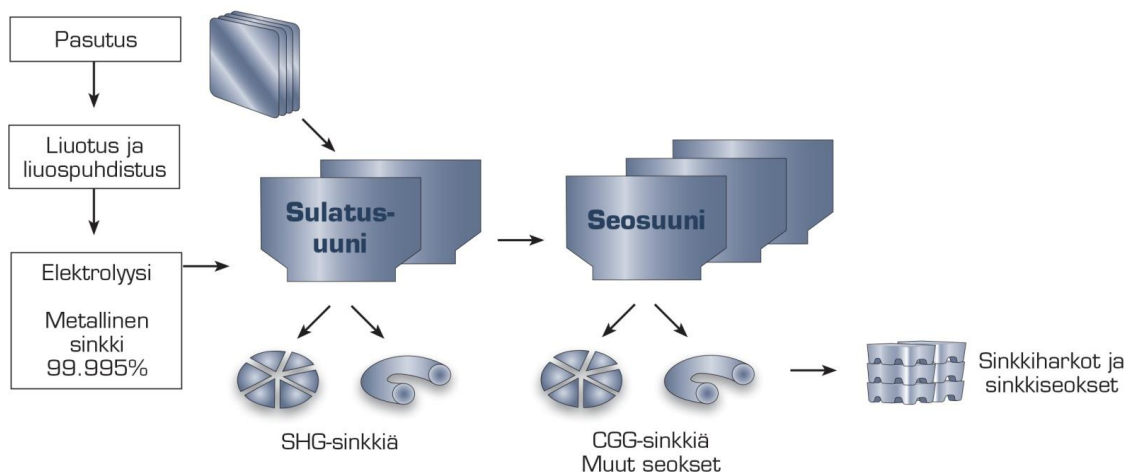 Pasutus
Liuotus ja
liuospuhdistus
Elektrolyysi
Metallinen
sinkki
99.995%
Sulatus-
uuni
Seosuuni
SHG-sinkkiä
CGG-sinkkiä
Muut seokset
Sinkkiharkot ja
sinkkiseokset